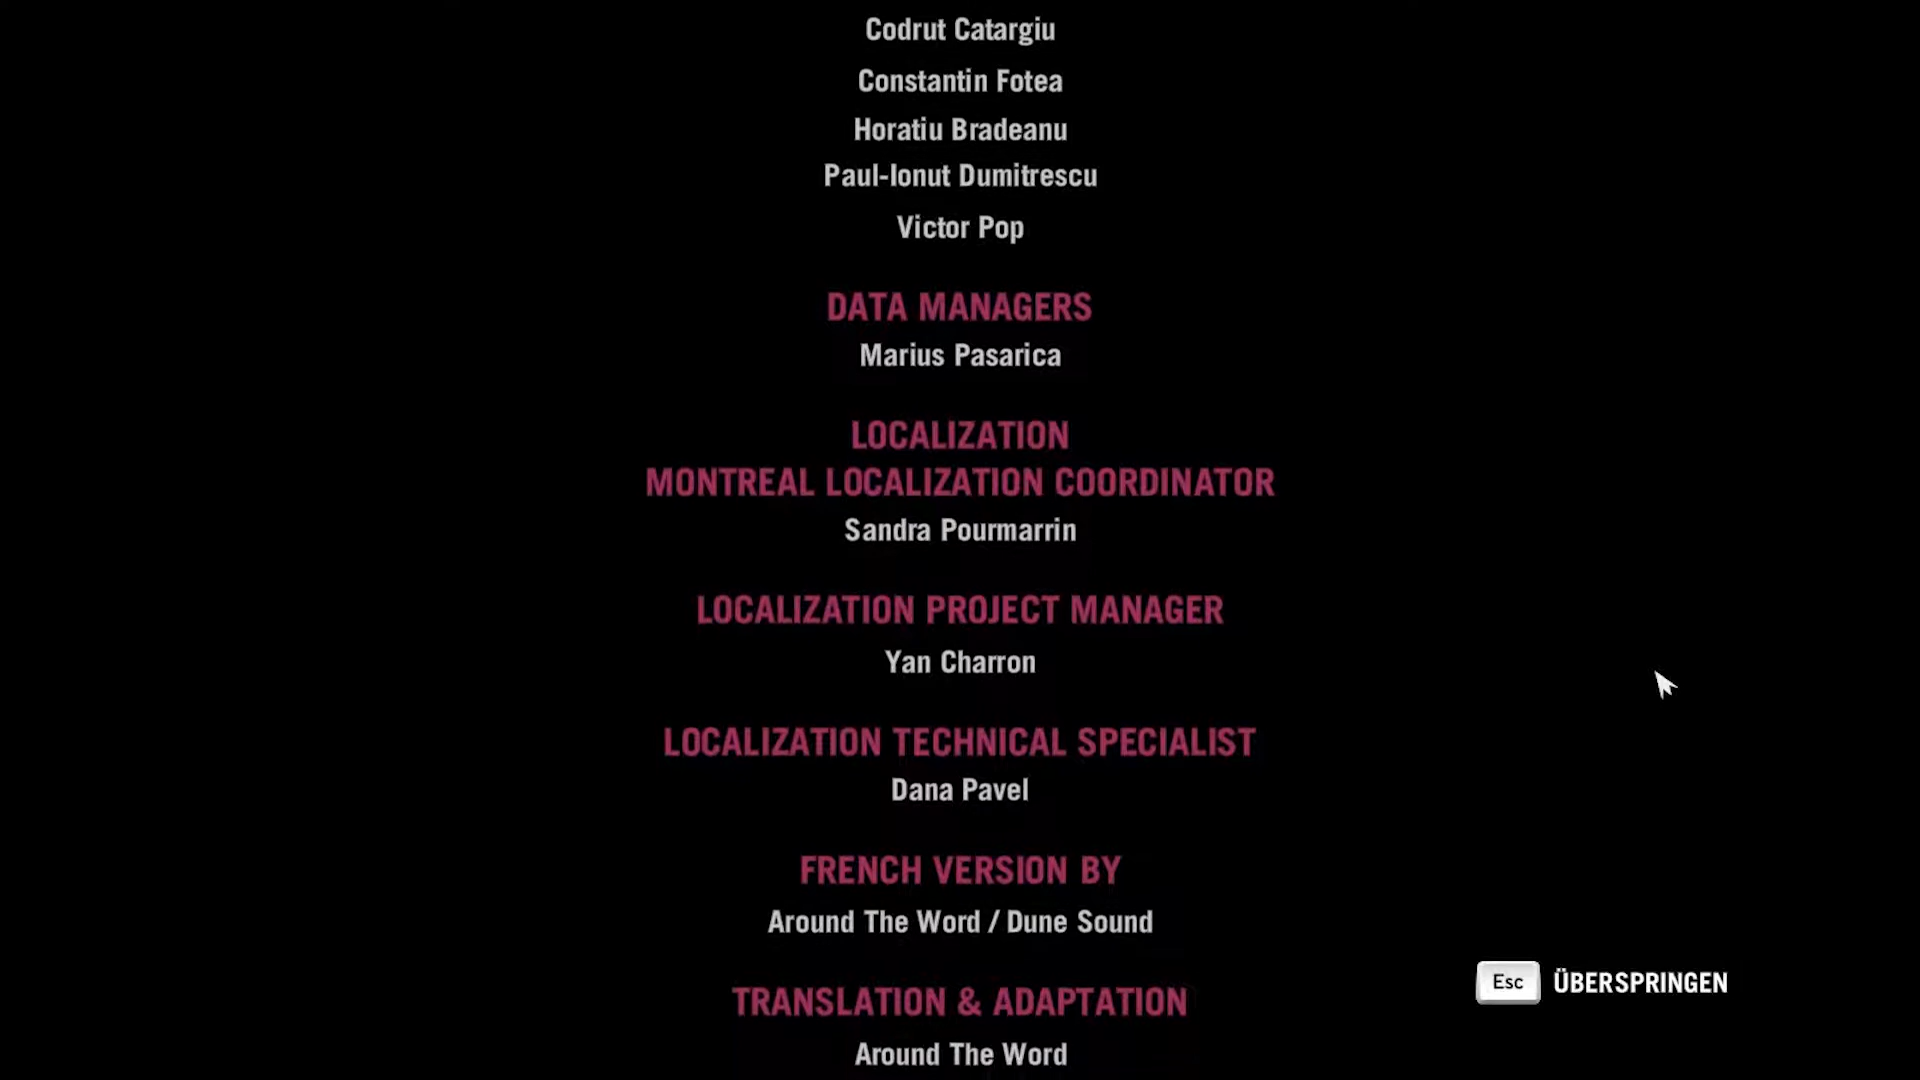 Codrut Catargiu
Constantin Fotea
Horatiu Bradeanu
Paul-Ionut Dumitrescu
Victor Pop
DATA MANAGERS
Marius Pasarica
LOCALIZATION
MONTREAL LOCALIZATION COORDINATOR
Sandra Pourmarrin
LOCALIZATION PROJECT MANAGER
Yan Charron
LOCALIZATION TECHNICAL SPECIALIST
Dana Pavel
FRENCH VERSION BY
Around The Word / Dune Sound
TRANSLATION & ADAPTATION
Around The Word
Esc ÜBERSPRINGEN